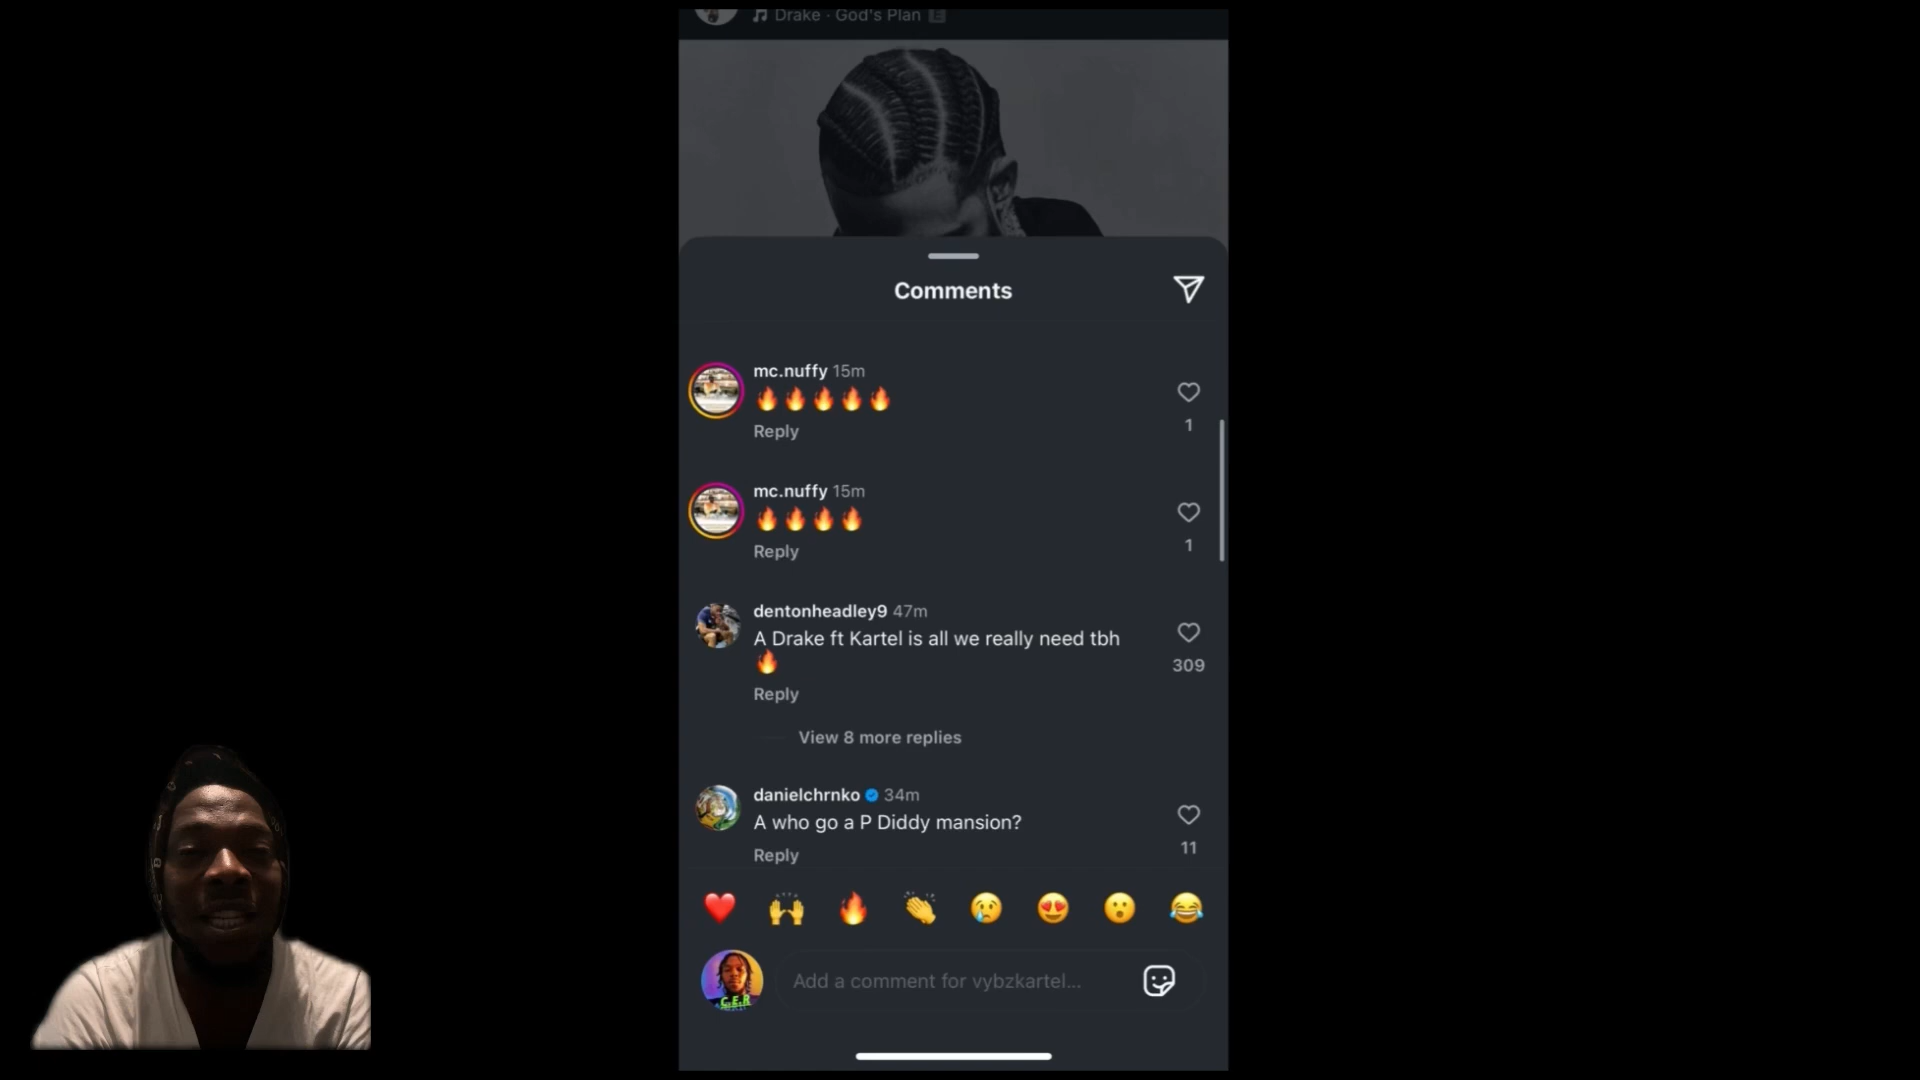 Drake · God's Plan E
Comments
mc.nuffy 15m
🔥🔥🔥🔥🔥
Reply
1
mc.nuffy 15m
🔥🔥🔥🔥
Reply
1
dentonheadley9 47m
A Drake ft Kartel is all we really need tbh
🔥
309
Reply
View 8 more replies
danielchrnko 34m
A who go a P Diddy mansion?
11
Reply
Add a comment for vybzkartel...
C.E.R